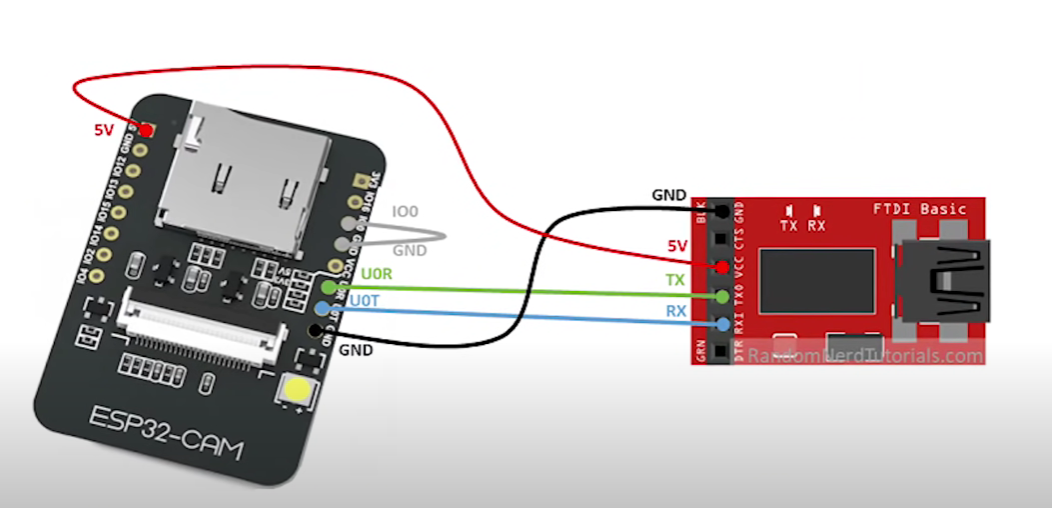 5V
5V
GND
IO12
IO13
IO15
IO14
IO2
IO4
3V3
IO16
IO0
GND
VCC
U0R
U0T
GND
IO0
GND
U0R
U0T
GND
ESP32-CAM
GND
5V
TX
RX
BLK
GRN
GND
CTS
VCC
TXO
RXI
DTR
TX RX
FTDI Basic
RandomNerdTutorials.com